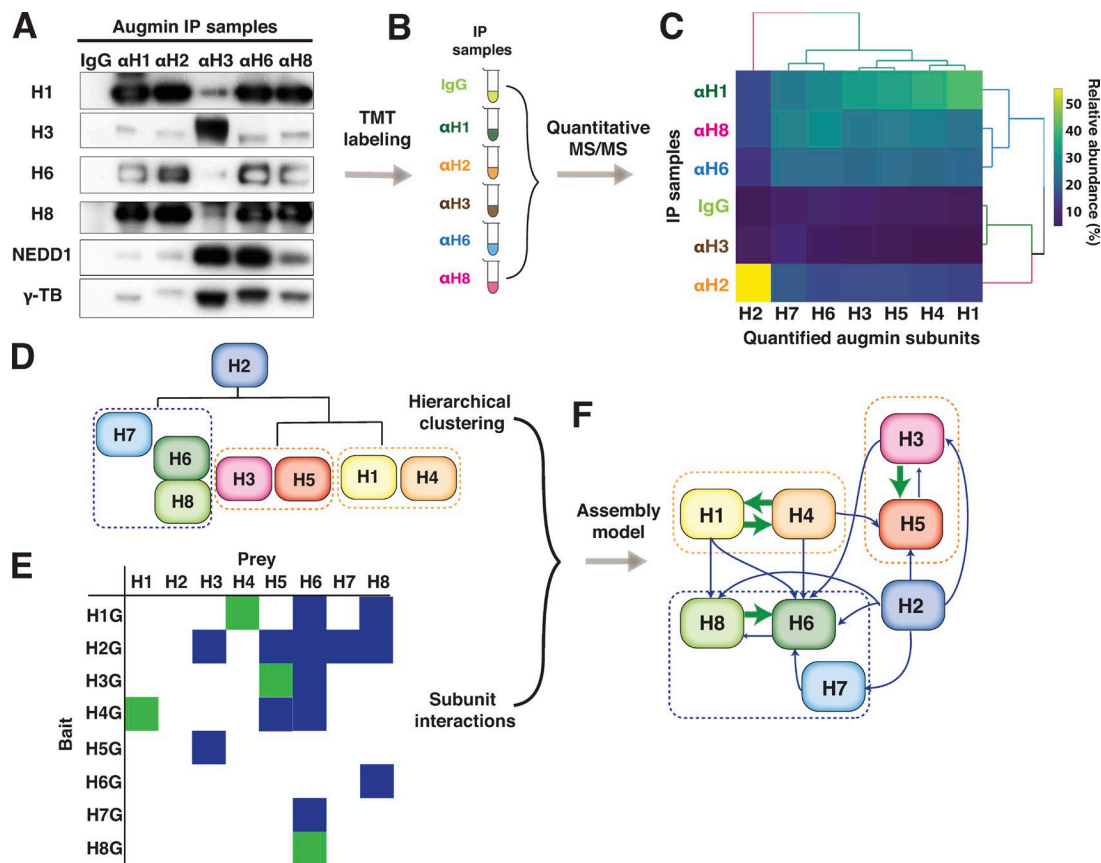 A
Augmin IP samples
IgG αH1 αH2 αH3 αH6 αH8
H1
H3
H6
H8
NEDD1
γ-TB
TMT
labeling
B
IP
samples
IgG
αH1
αH2
αH3
αH6
αH8
Quantitative
MS/MS
C
IP samples
αH1
αH8
αH6
IgG
αH3
αH2
H2 H7 H6 H3 H5 H4 H1
Quantified augmin subunits
50
40
30
20
10
Relative
abundance (%)
D
H2
H7
H6
H8
H3
H5
H1
H4
Hierarchical
clustering
E
Prey
H1 H2 H3 H4 H5 H6 H7 H8
Bait
H1G
H2G
H3G
H4G
H5G
H6G
H7G
H8G
Subunit
interactions
Assembly
model
F
H3
H1
H4
H5
H2
H8
H6
H7